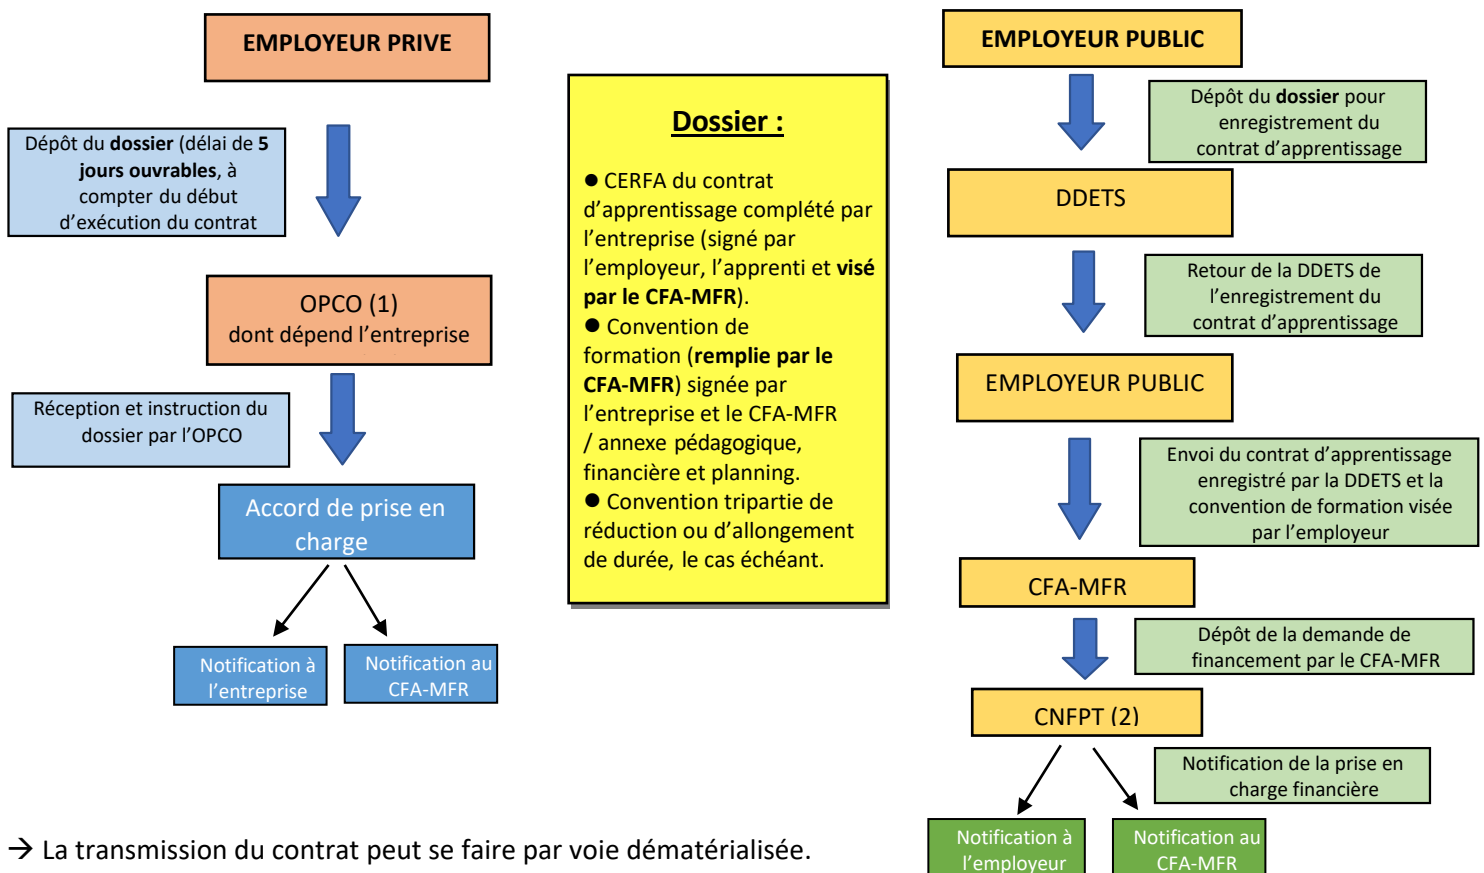 EMPLOYEUR PRIVE
Dépôt du dossier (délai de 5
jours ouvrables, à
compter du début
d’exécution du contrat
OPCO (1)
dont dépend l’entreprise
Réception et instruction du
dossier par l’OPCO
Accord de prise en
charge
Notification à
l’entreprise
Notification au
CFA-MFR
Dossier :
● CERFA du contrat
d’apprentissage complété par
l’entreprise (signé par
l’employeur, l’apprenti et visé
par le CFA-MFR).
● Convention de
formation (remplie par le
CFA-MFR) signée par
l’entreprise et le CFA-MFR
/ annexe pédagogique,
financière et planning.
● Convention tripartie de
réduction ou d’allongement
de durée, le cas échéant.
EMPLOYEUR PUBLIC
Dépôt du dossier pour
enregistrement du
contrat d’apprentissage
DDETS
Retour de la DDETS de
l’enregistrement du
contrat d’apprentissage
EMPLOYEUR PUBLIC
Envoi du contrat d’apprentissage
enregistré par la DDETS et la
convention de formation visée
par l’employeur
CFA-MFR
Dépôt de la demande de
financement par le CFA-MFR
CNFPT (2)
Notification de la prise en
charge financière
Notification à
l’employeur
Notification au
CFA-MFR
→ La transmission du contrat peut se faire par voie dématérialisée.